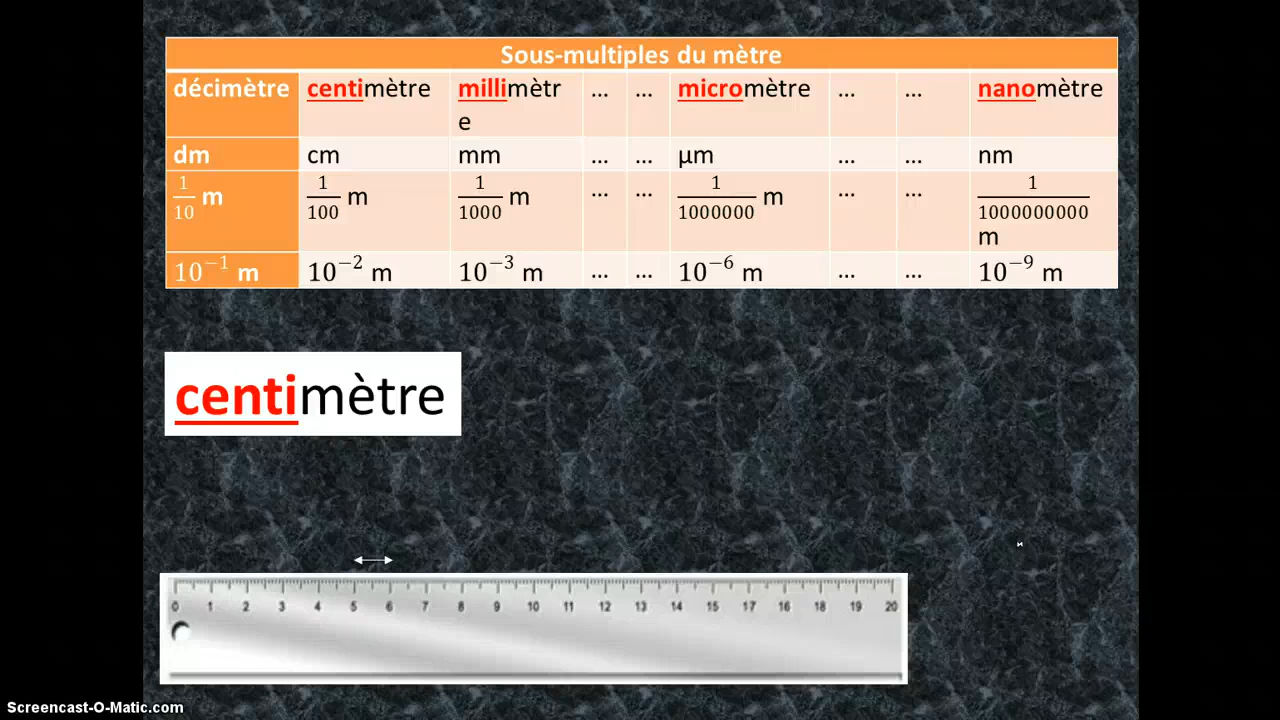 Sous-multiples du mètre
décimètre centimètre millimètr ... ... micromètre ... ... nanomètre
e
dm cm mm ... ... µm ... ... nm
1/10 m 1/100 m 1/1000 m ... ... 1/1000000 m ... ... 1/1000000000
m
10⁻¹ m 10⁻² m 10⁻³ m ... ... 10⁻⁶ m ... ... 10⁻⁹ m
centimètre
0 1 2 3 4 5 6 7 8 9 10 11 12 13 14 15 17 16 18 19 20
Screencast-O-Matic.com